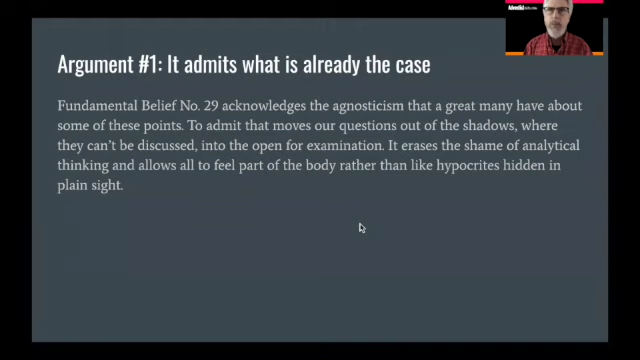 Argument #1: It admits what is already the case
Fundamental Belief No. 29 acknowledges the agnosticism that a great many have about
some of these points. To admit that moves our questions out of the shadows, where
they can't be discussed, into the open for examination. It erases the shame of analytical
thinking and allows all to feel part of the body rather than like hypocrites hidden in
plain sight.